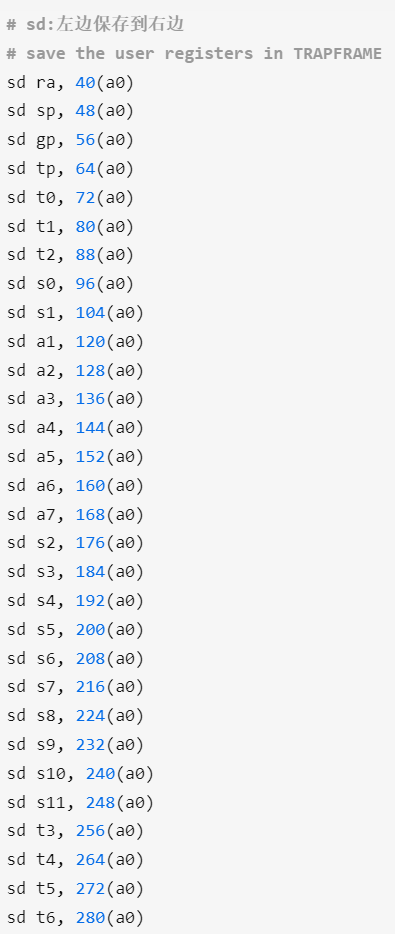 # sd:左边保存到右边
# save the user registers in TRAPFRAME
sd ra, 40(a0)
sd sp, 48(a0)
sd gp, 56(a0)
sd tp, 64(a0)
sd t0, 72(a0)
sd t1, 80(a0)
sd t2, 88(a0)
sd s0, 96(a0)
sd s1, 104(a0)
sd a1, 120(a0)
sd a2, 128(a0)
sd a3, 136(a0)
sd a4, 144(a0)
sd a5, 152(a0)
sd a6, 160(a0)
sd a7, 168(a0)
sd s2, 176(a0)
sd s3, 184(a0)
sd s4, 192(a0)
sd s5, 200(a0)
sd s6, 208(a0)
sd s7, 216(a0)
sd s8, 224(a0)
sd s9, 232(a0)
sd s10, 240(a0)
sd s11, 248(a0)
sd t3, 256(a0)
sd t4, 264(a0)
sd t5, 272(a0)
sd t6, 280(a0)